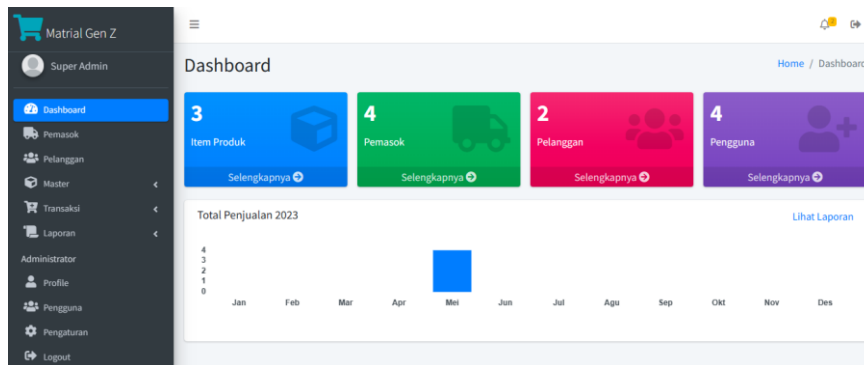 Matrial Gen Z
Super Admin
Dashboard
Pemasok
Pelanggan
Master
Transaksi
Laporan
Administrator
Profile
Pengguna
Pengaturan
Logout
Dashboard
Home / Dashboard
3
Item Produk
Selengkapnya
4
Pemasok
Selengkapnya
2
Pelanggan
Selengkapnya
4
Pengguna
Selengkapnya
Total Penjualan 2023
Lihat Laporan
4
3
2
1
0
Jan Feb Mar Apr Mei Jun Jul Agu Sep Okt Nov Des